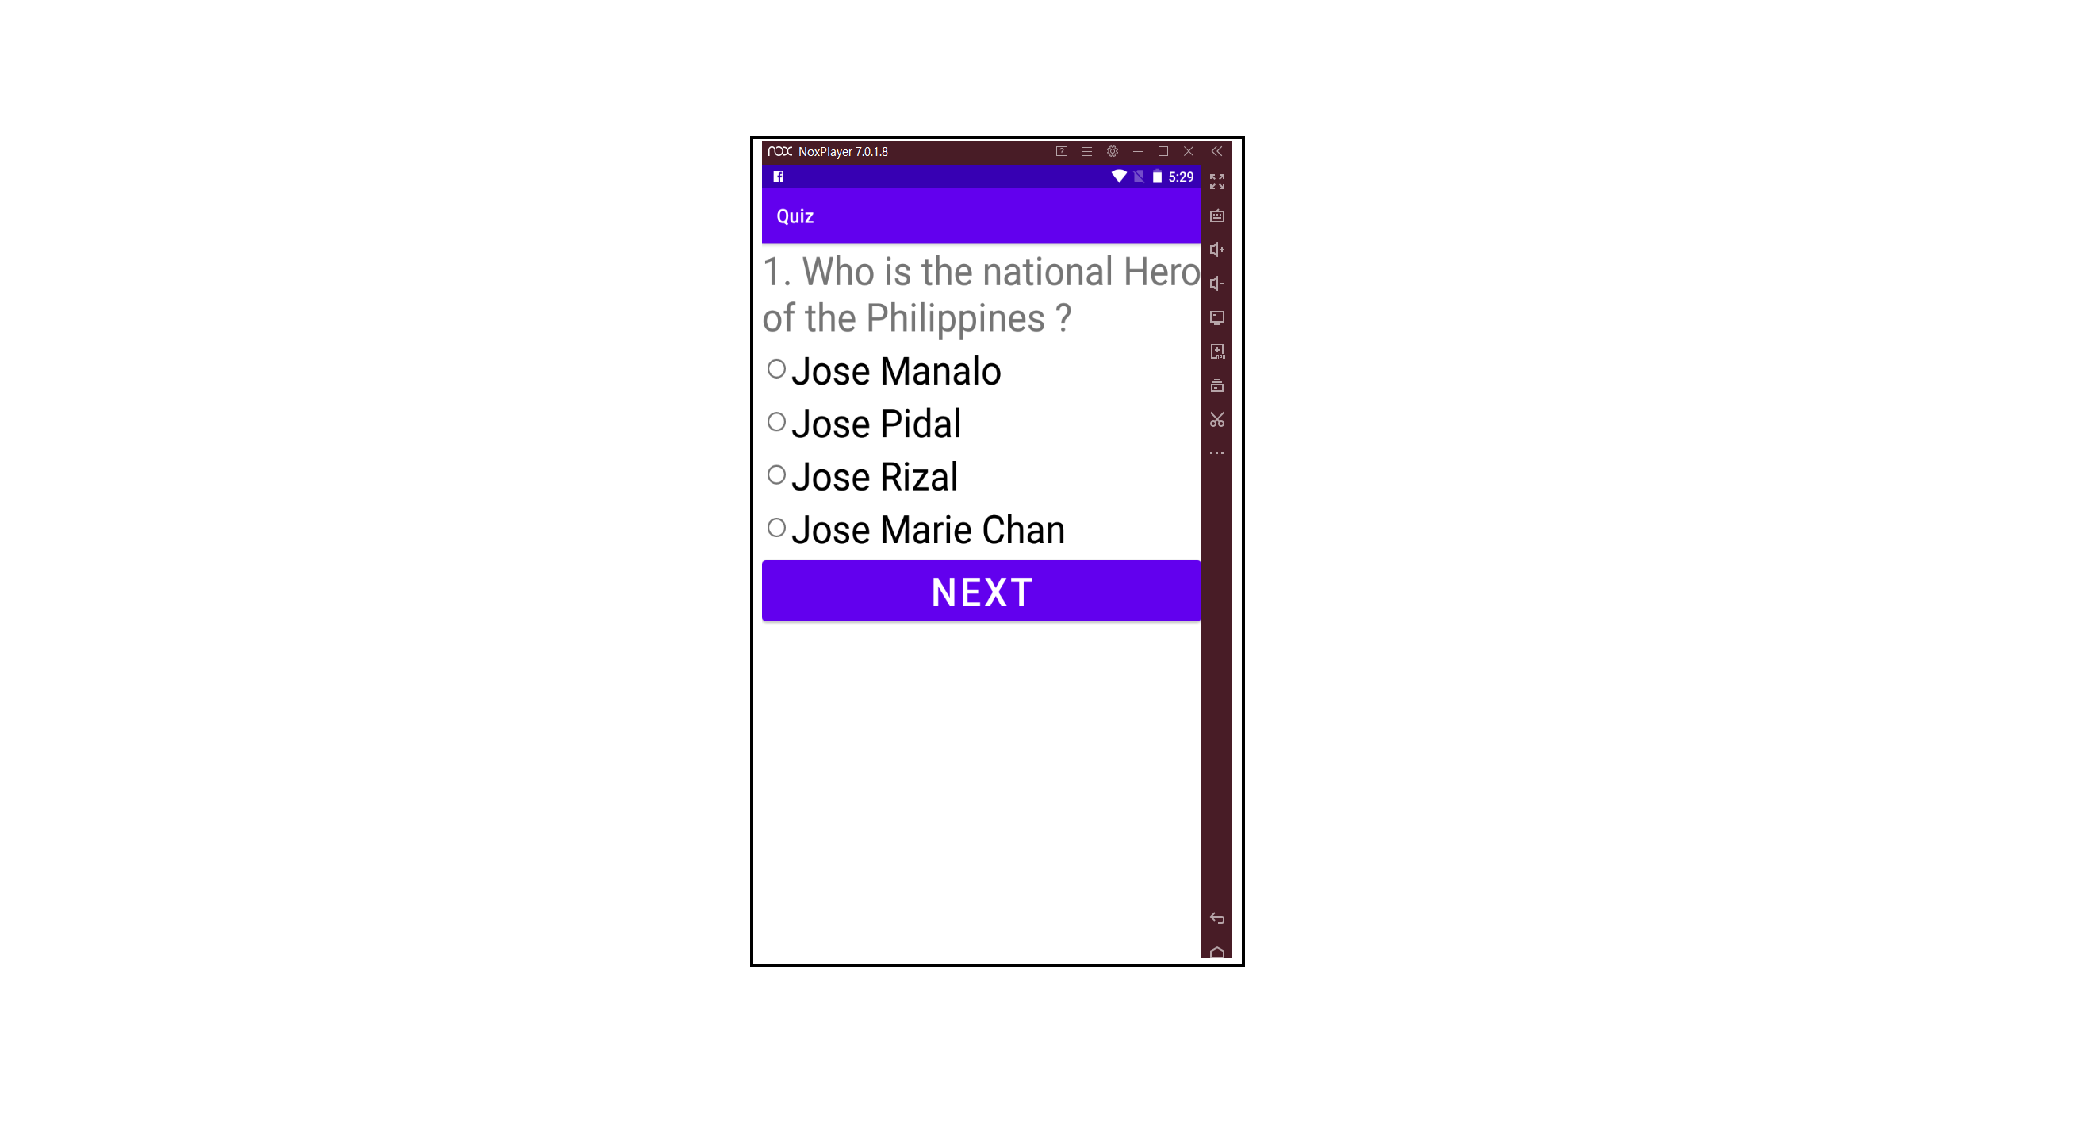 nox NoxPlayer 7.0.1.8
5:29
Quiz
1. Who is the national Hero
of the Philippines ?
Jose Manalo
Jose Pidal
Jose Rizal
Jose Marie Chan
NEXT